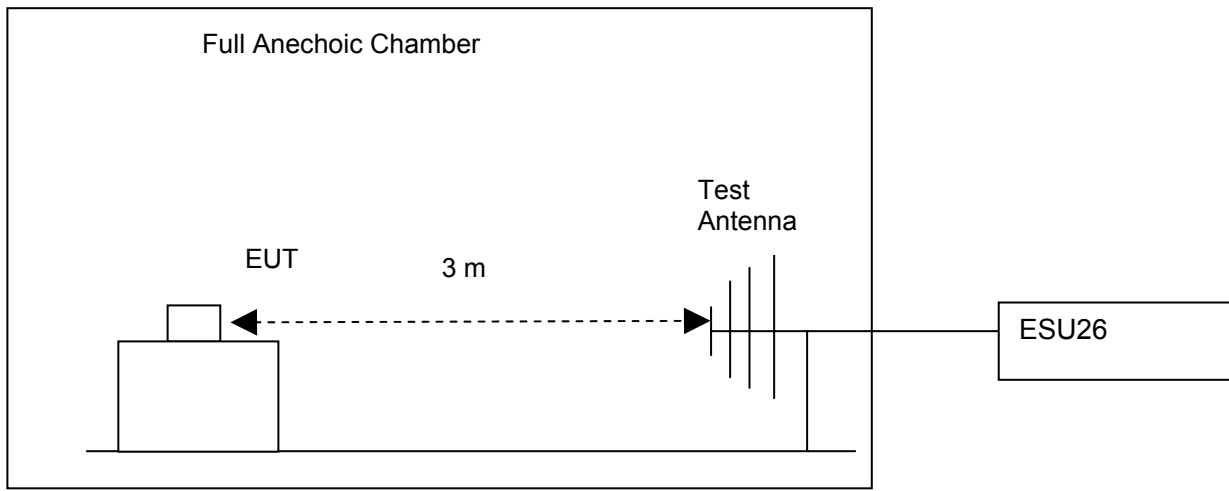 Full Anechoic Chamber
Test
Antenna
EUT
3 m
ESU26